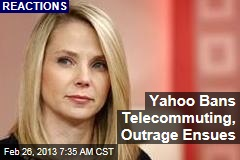 REACTIONS
Yahoo Bans
Telecommuting,
Outrage Ensues
Feb 26, 2013 7:35 AM CST